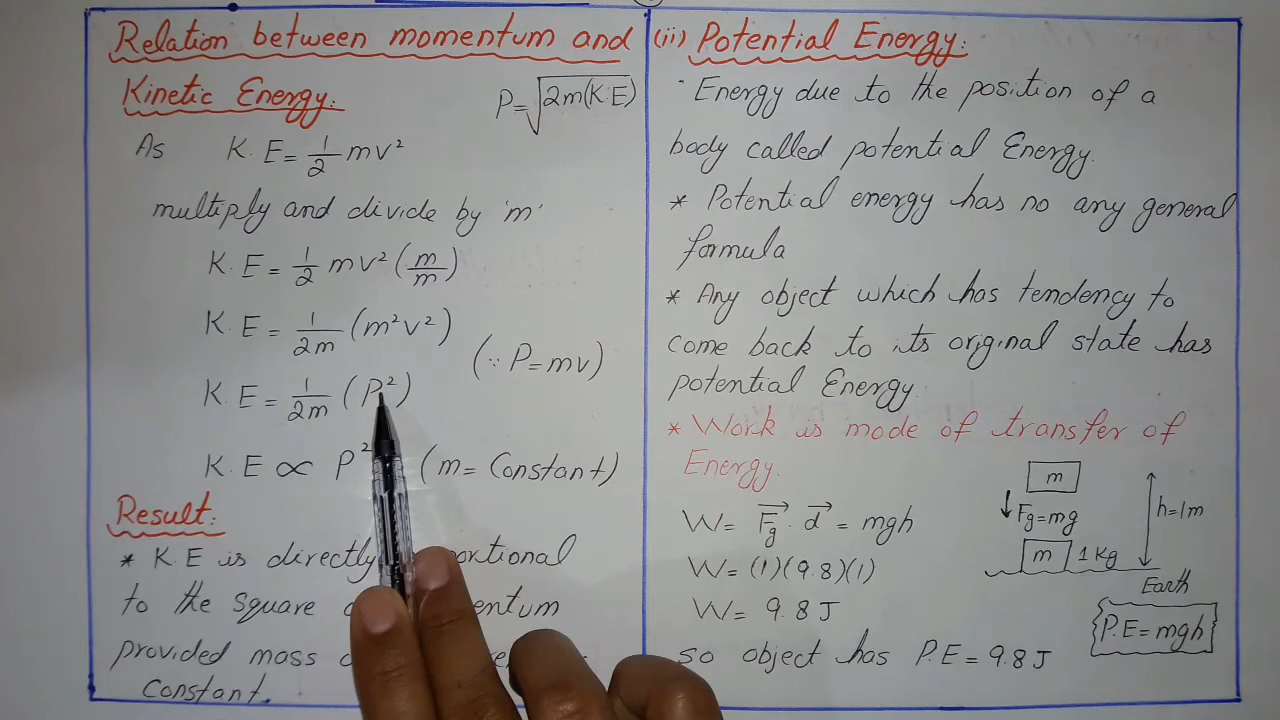 Relation between momentum and
Kinetic Energy:
P=√2m(K.E)
As K.E=1/2 mv²
multiply and divide by 'm'
K.E=1/2 mv²(m/m)
K.E=1/2m (m²v²)
(∵ P=mv)
K.E=1/2m (P²)
K.E ∝ P² (m= Constant)
Result:
* K.E is directly
to the square
provided mass
constant.
(ii) Potential Energy:
Energy due to the position of a
body called potential Energy.
* Potential energy has no any general
formula
* Any object which has tendency to
come back to its original state has
potential Energy.
* Work is mode of transfer of
Energy.
W= F⃗g . d⃗ = mgh
W= (1)(9.8)(1)
W= 9.8 J
so object has P.E=9.8J
m
Fg=mg
h=1m
m 1Kg
Earth
P.E=mgh